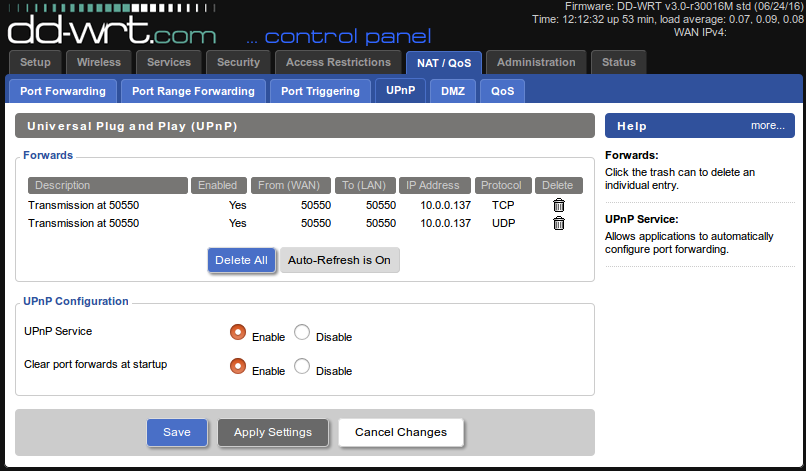 Firmware: DD-WRT v3.0-r30016M std (06/24/16)
Time: 12:12:32 up 53 min, load average: 0.07, 0.09, 0.08
WAN IPv4:
dd-wrt.com ... control panel
Setup Wireless Services Security Access Restrictions NAT / QoS Administration Status
Port Forwarding Port Range Forwarding Port Triggering UPnP DMZ QoS
Universal Plug and Play (UPnP)
Help more...
Forwards
Description Enabled From (WAN) To (LAN) IP Address Protocol Delete
Transmission at 50550 Yes 50550 50550 10.0.0.137 TCP
Transmission at 50550 Yes 50550 50550 10.0.0.137 UDP
Delete All Auto-Refresh is On
UPnP Configuration
UPnP Service Enable Disable
Clear port forwards at startup Enable Disable
Save Apply Settings Cancel Changes
Forwards:
Click the trash can to delete an
individual entry.
UPnP Service:
Allows applications to automatically
configure port forwarding.